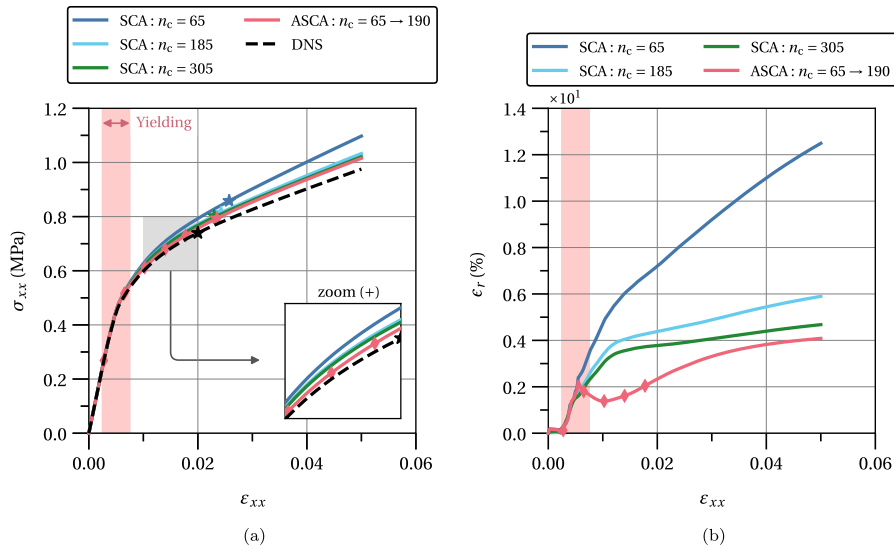 SCA : n_c = 65
SCA : n_c = 185
SCA : n_c = 305
ASCA : n_c = 65 → 190
DNS
1.2
1.0
0.8
0.6
0.4
0.2
0.0
σ_xx (MPa)
Yielding
zoom (+)
0.00
0.02
0.04
0.06
ε_xx
(a)
SCA : n_c = 65
SCA : n_c = 185
SCA : n_c = 305
ASCA : n_c = 65 → 190
×10¹
1.4
1.2
1.0
0.8
0.6
0.4
0.2
0.0
ϵ_r (%)
0.00
0.02
0.04
0.06
ε_xx
(b)